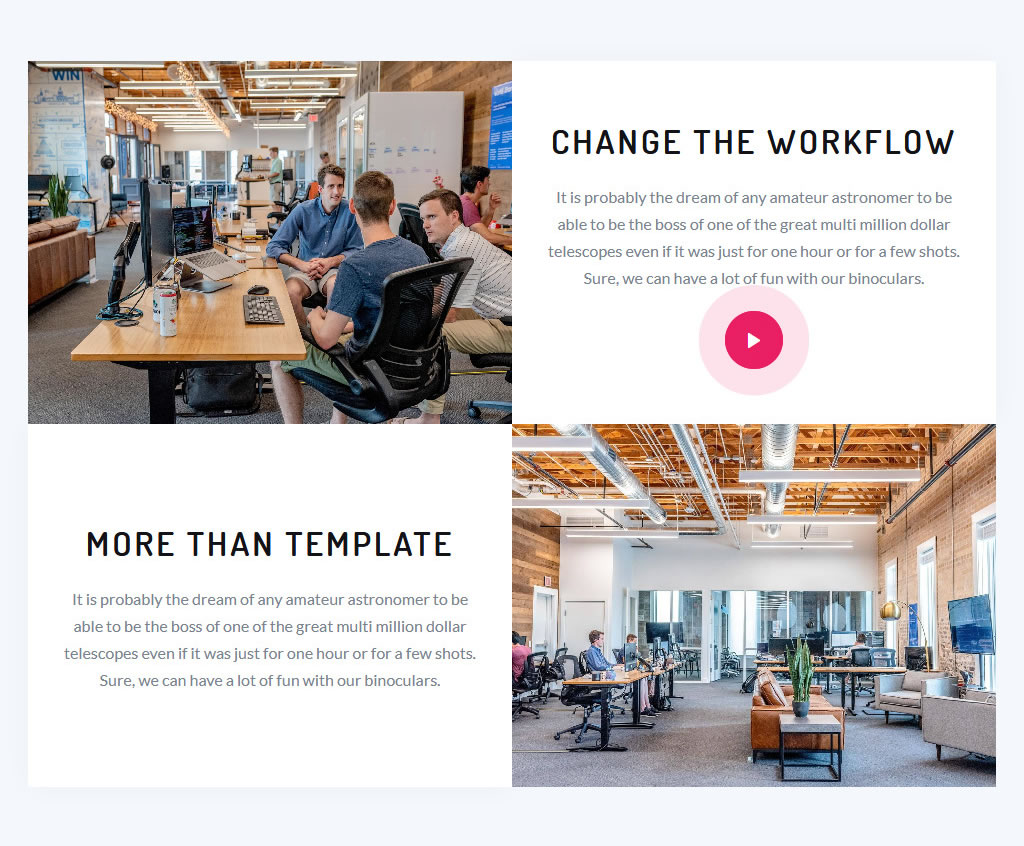 WIN
CHANGE THE WORKFLOW
It is probably the dream of any amateur astronomer to be
able to be the boss of one of the great multi million dollar
telescopes even if it was just for one hour or for a few shots.
Sure, we can have a lot of fun with our binoculars.
MORE THAN TEMPLATE
It is probably the dream of any amateur astronomer to be
able to be the boss of one of the great multi million dollar
telescopes even if it was just for one hour or for a few shots.
Sure, we can have a lot of fun with our binoculars.